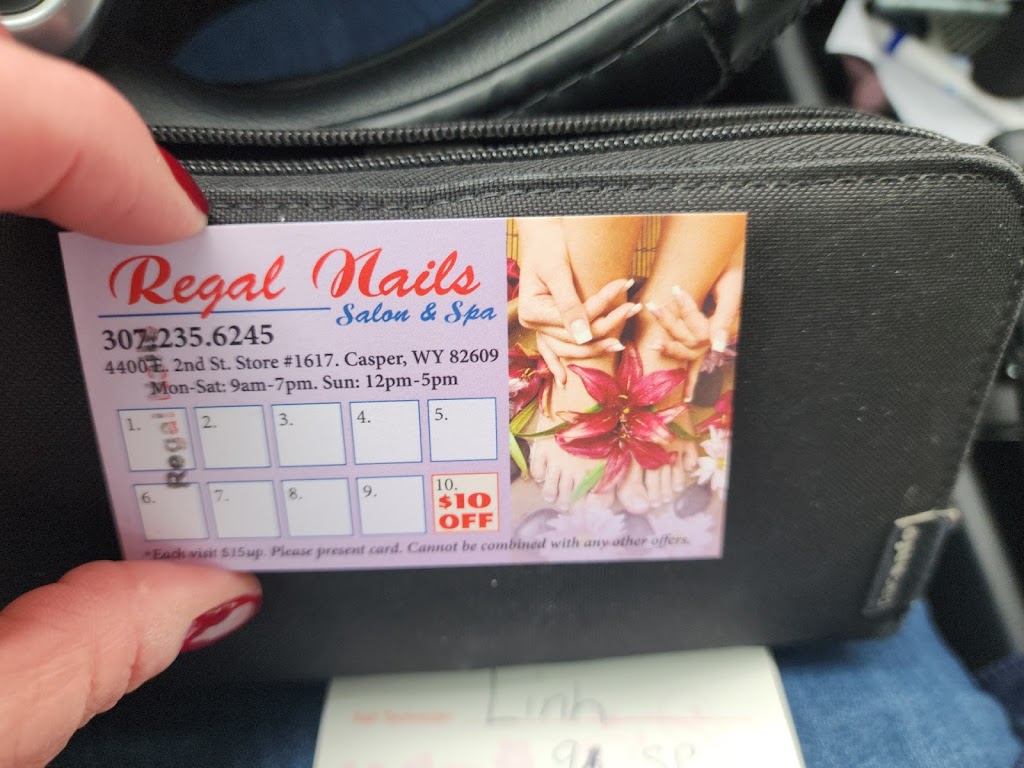 Regal Nails
Salon & Spa
307.235.6245
4400 E. 2nd St. Store #1617. Casper, WY 82609
Mon-Sat: 9am-7pm. Sun: 12pm-5pm
1. 2. 3. 4. 5.
6. 7. 8. 9. 10.
$10
OFF
*Each visit $15up. Please present card. Cannot be combined with any other offers.
Regal
Linh